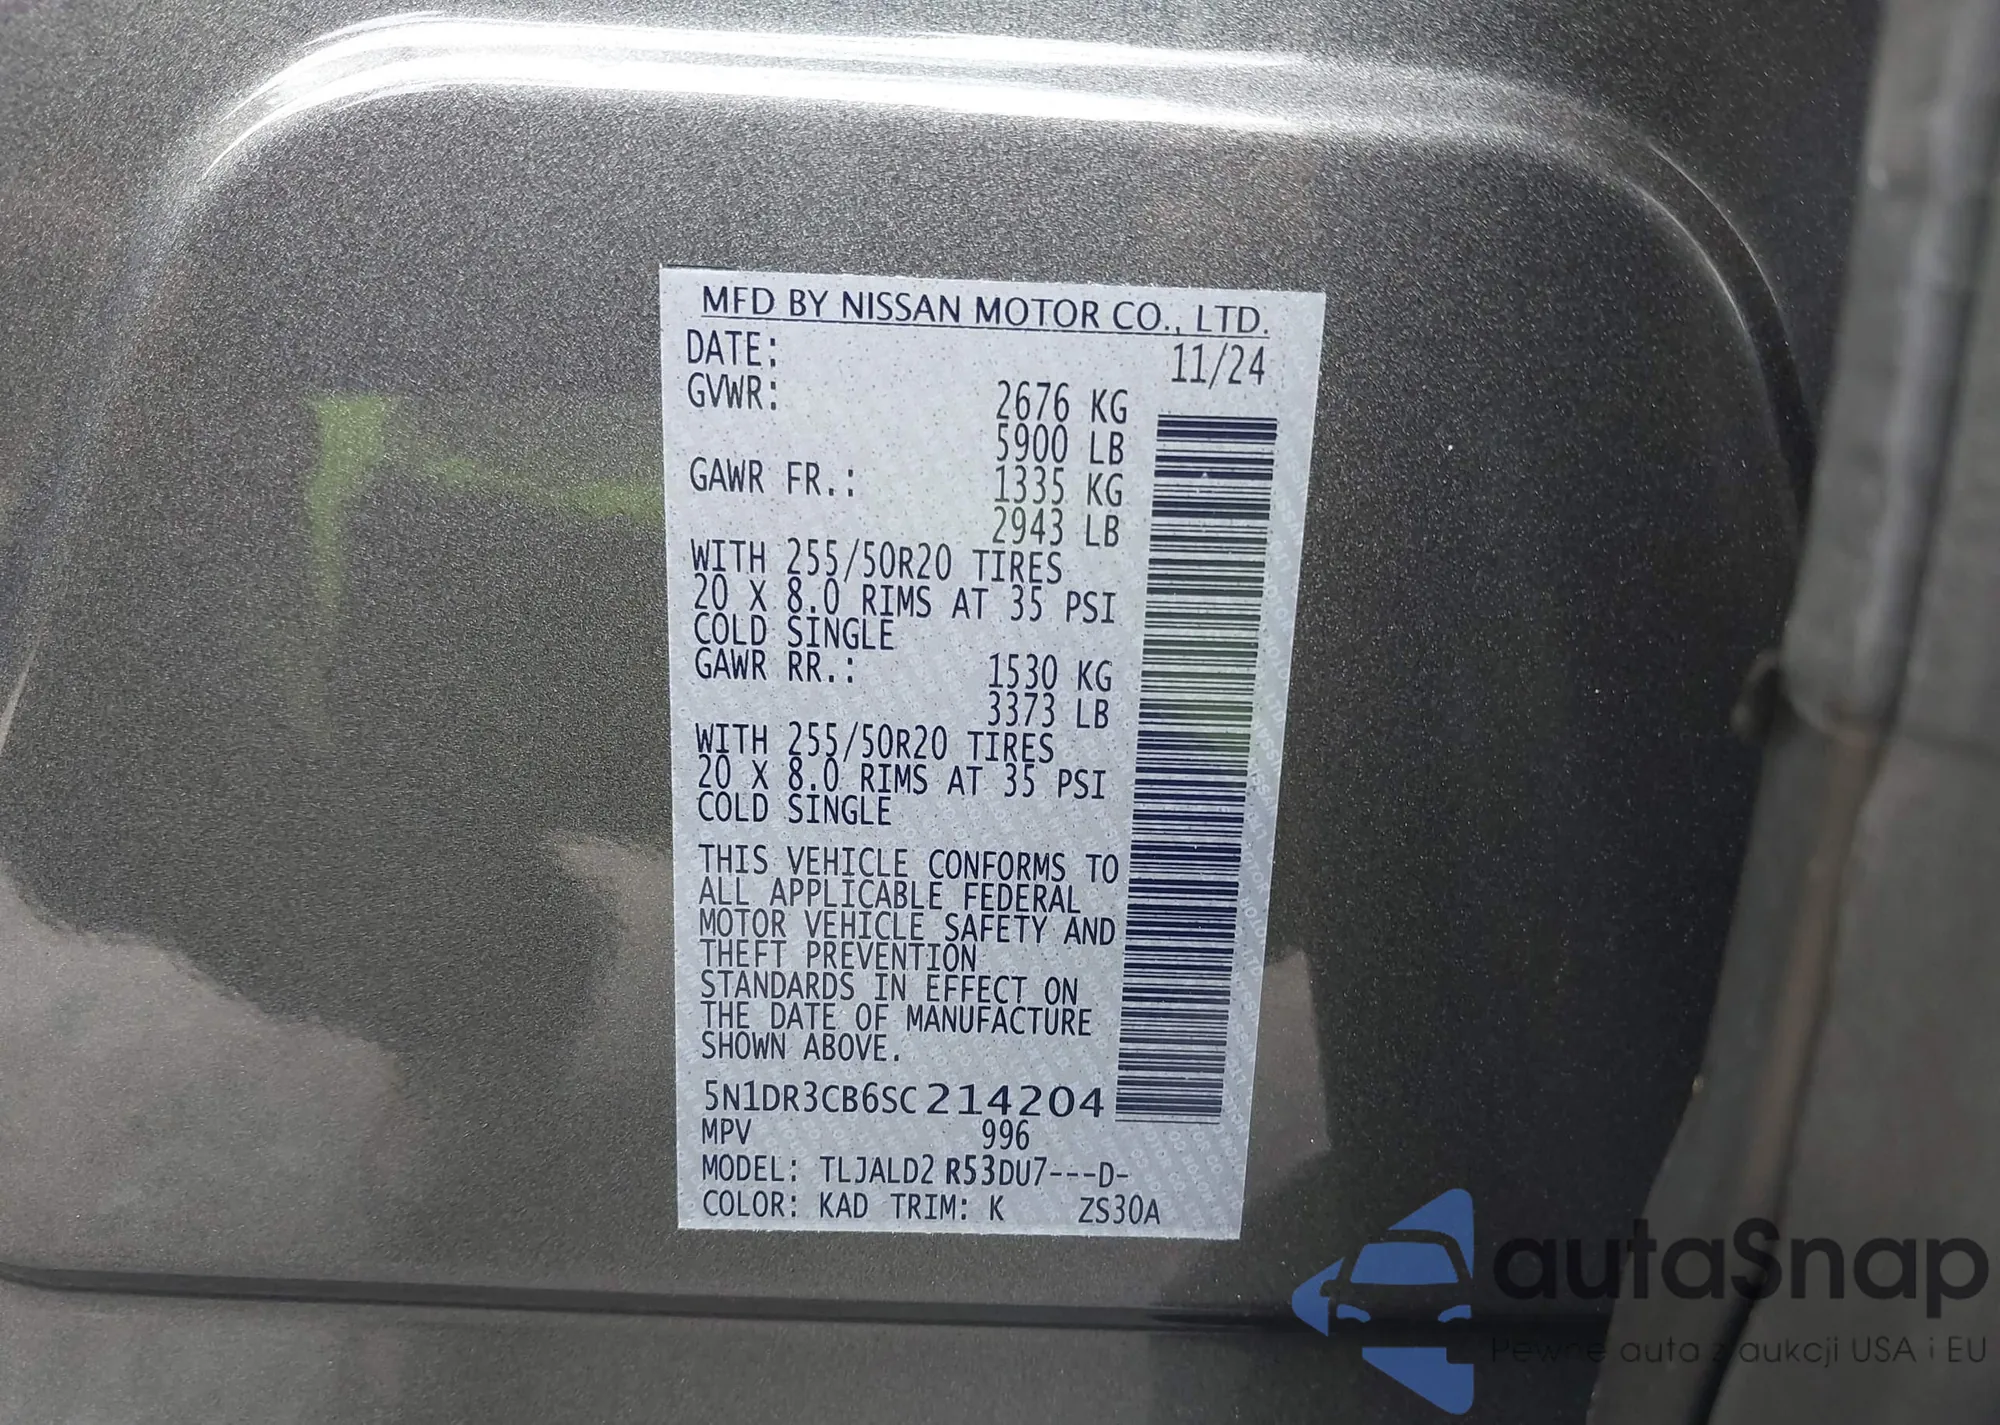 MFD BY NISSAN MOTOR CO., LTD.
DATE: 11/24
GVWR: 2676 KG
5900 LB
GAWR FR.: 1335 KG
2943 LB
WITH 255/50R20 TIRES
20 X 8.0 RIMS AT 35 PSI
COLD SINGLE
GAWR RR.: 1530 KG
3373 LB
WITH 255/50R20 TIRES
20 X 8.0 RIMS AT 35 PSI
COLD SINGLE
THIS VEHICLE CONFORMS TO
ALL APPLICABLE FEDERAL
MOTOR VEHICLE SAFETY AND
THEFT PREVENTION
STANDARDS IN EFFECT ON
THE DATE OF MANUFACTURE
SHOWN ABOVE.
5N1DR3CB6SC214204
MPV 996
MODEL: TLJALD2 R53DU7---D-
COLOR: KAD TRIM: K ZS30A
autaSnap
Pewne auta z aukcji USA i EU